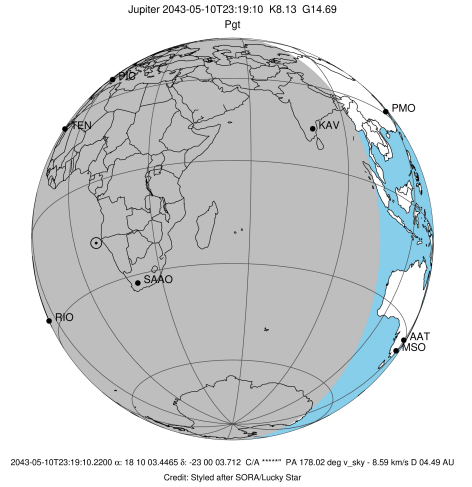 Jupiter 2043-05-10T23:19:10 K8.13 G14.69
Pgt
PIC
PMO
TEN
KAV
SAAO
RIO
AAT
MSO
2043-05-10T23:19:10.2200 α: 18 10 03.4465 δ: -23 00 03.712 C/A *****" PA 178.02 deg v_sky - 8.59 km/s D 04.49 AU
Credit: Styled after SORA/Lucky Star